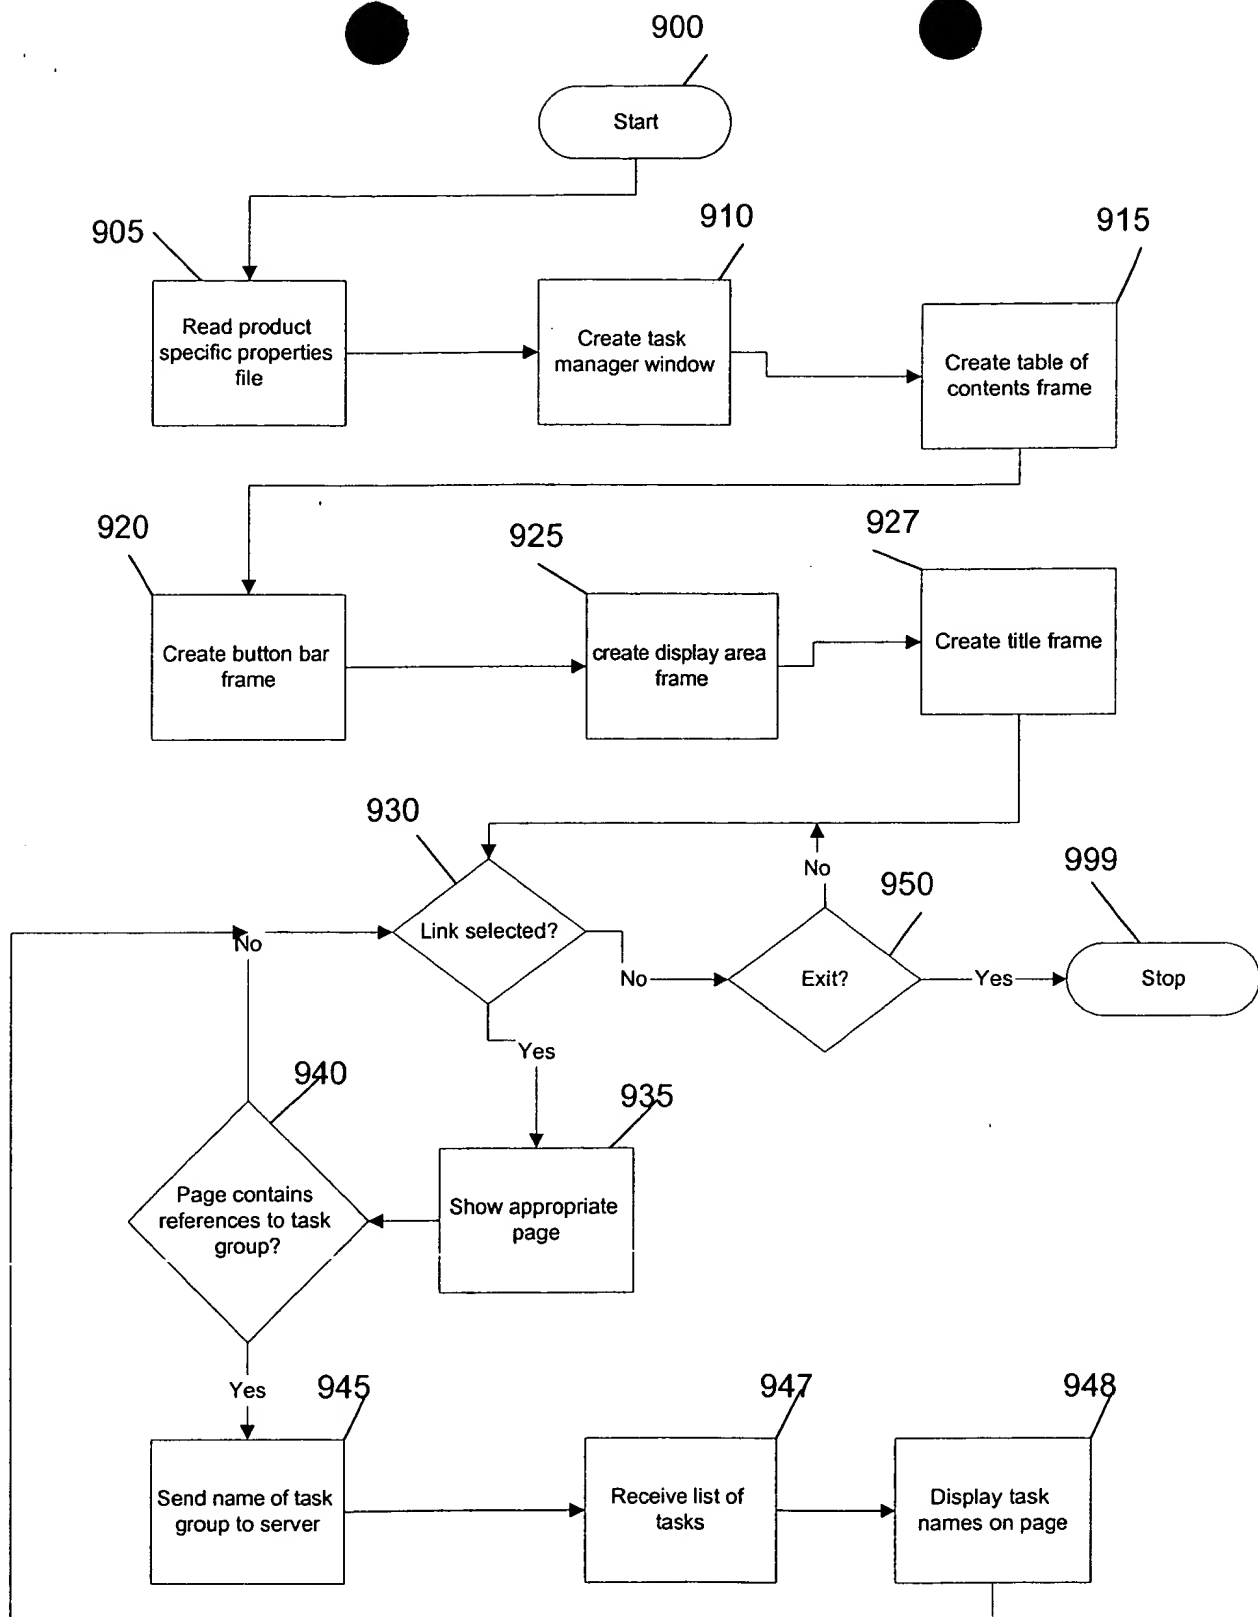 900
Start
905
910
915
Read product
specific properties
file
Create task
manager window
Create table of
contents frame
920
925
927
Create button bar
frame
create display area
frame
Create title frame
930
No
950
999
No
Link selected?
No
Exit?
Yes
Stop
Yes
940
935
Page contains
references to task
group?
Show appropriate
page
Yes
945
947
948
Send name of task
group to server
Receive list of
tasks
Display task
names on page